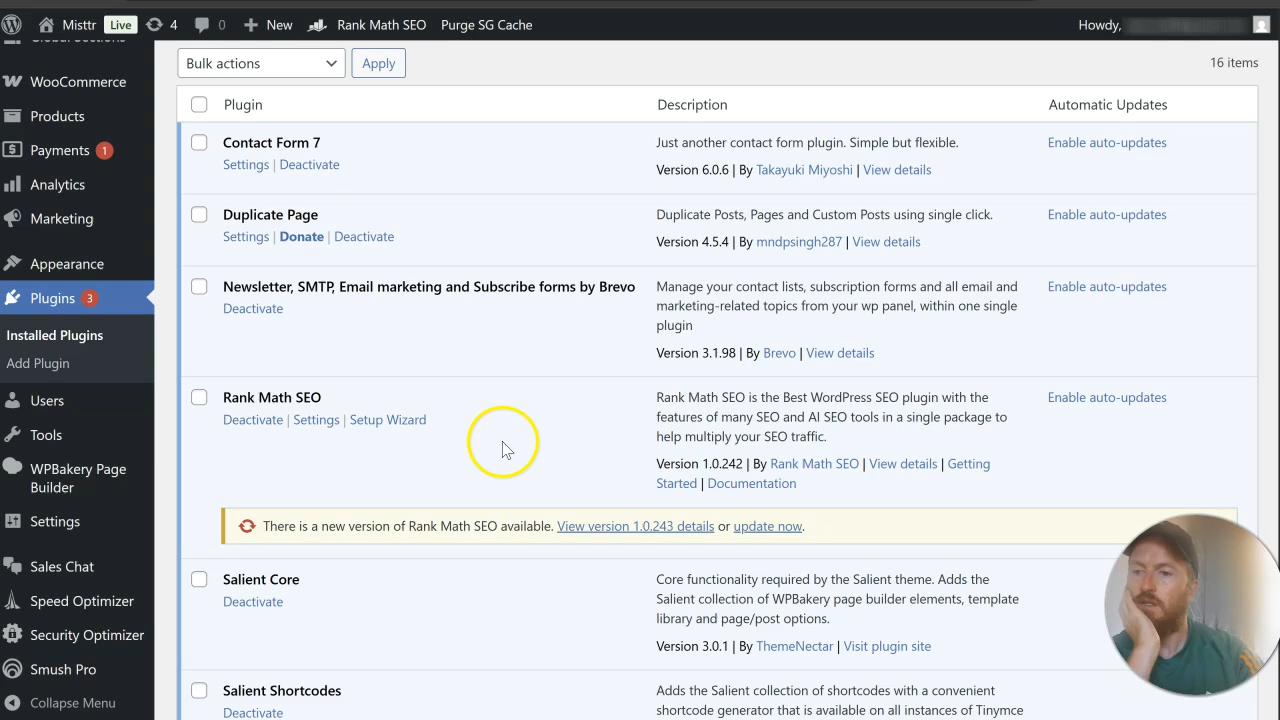 Misttr Live 4 0 New Rank Math SEO Purge SG Cache Howdy,
Global Sections
WooCommerce
Products
Payments 1
Analytics
Marketing
Appearance
Plugins 3
Installed Plugins
Add Plugin
Users
Tools
WPBakery Page
Builder
Settings
Sales Chat
Speed Optimizer
Security Optimizer
Smush Pro
Collapse Menu
Bulk actions Apply 16 items
Plugin Description Automatic Updates
Contact Form 7 Just another contact form plugin. Simple but flexible. Enable auto-updates
Settings | Deactivate Version 6.0.6 | By Takayuki Miyoshi | View details
Duplicate Page Duplicate Posts, Pages and Custom Posts using single click. Enable auto-updates
Settings | Donate | Deactivate Version 4.5.4 | By mndpsingh287 | View details
Newsletter, SMTP, Email marketing and Subscribe forms by Brevo Manage your contact lists, subscription forms and all email and Enable auto-updates
Deactivate marketing-related topics from your wp panel, within one single
plugin
Version 3.1.98 | By Brevo | View details
Rank Math SEO Rank Math SEO is the Best WordPress SEO plugin with the Enable auto-updates
Deactivate | Settings | Setup Wizard features of many SEO and AI SEO tools in a single package to
help multiply your SEO traffic.
Version 1.0.242 | By Rank Math SEO | View details | Getting
Started | Documentation
There is a new version of Rank Math SEO available. View version 1.0.243 details or update now.
Salient Core Core functionality required by the Salient theme. Adds the
Deactivate Salient collection of WPBakery page builder elements, template
library and page/post options.
Version 3.0.1 | By ThemeNectar | Visit plugin site
Salient Shortcodes Adds the Salient collection of shortcodes with a convenient
Deactivate shortcode generator that is available on all instances of Tinymce